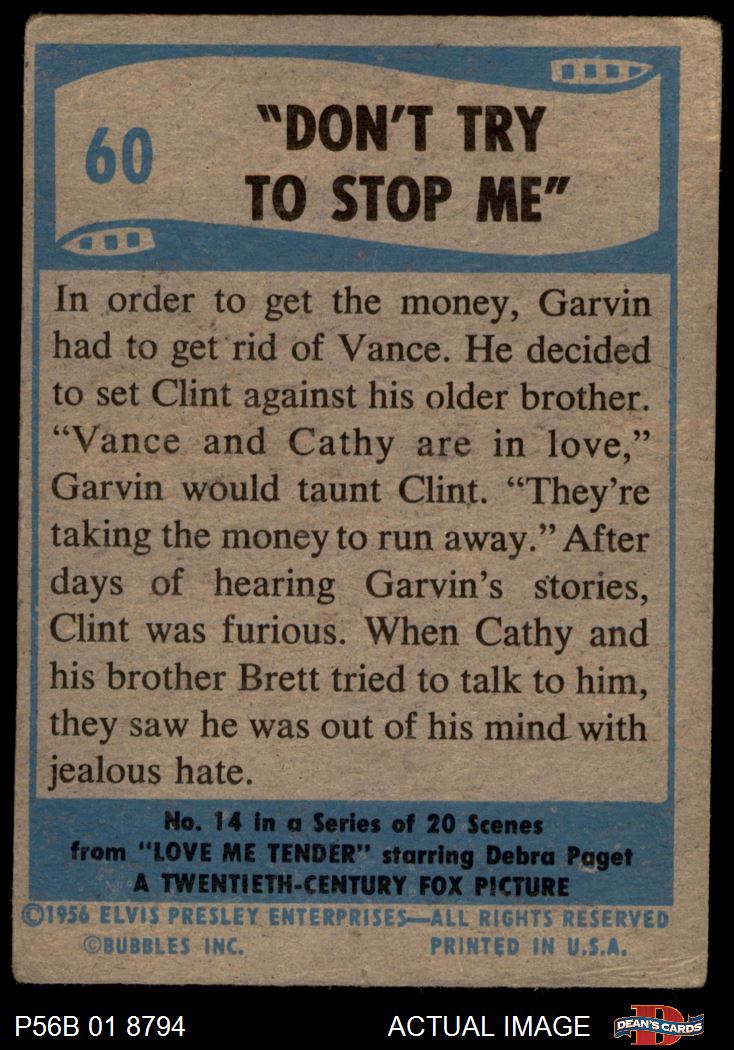 60
"DON'T TRY
TO STOP ME"
In order to get the money, Garvin
had to get rid of Vance. He decided
to set Clint against his older brother.
“Vance and Cathy are in love,”
Garvin would taunt Clint. “They’re
taking the money to run away.” After
days of hearing Garvin’s stories,
Clint was furious. When Cathy and
his brother Brett tried to talk to him,
they saw he was out of his mind with
jealous hate.
No. 14 in a Series of 20 Scenes
from "LOVE ME TENDER" starring Debra Paget
A TWENTIETH-CENTURY FOX PICTURE
©1956 ELVIS PRESLEY ENTERPRISES—ALL RIGHTS RESERVED
©BUBBLES INC. PRINTED IN U.S.A.
P56B 01 8794 ACTUAL IMAGE D DEAN'S CARDS